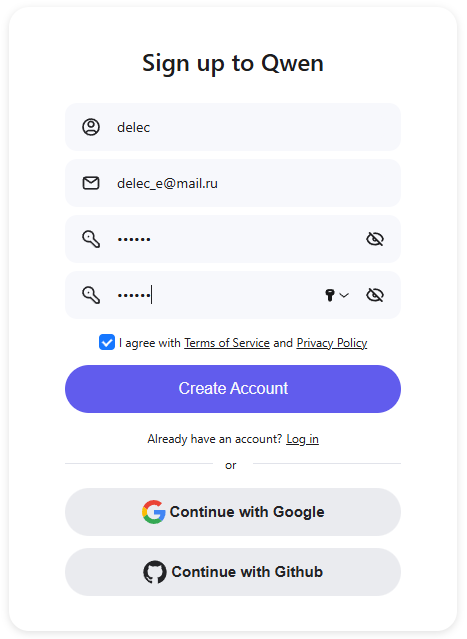 Sign up to Qwen
delec
delec_e@mail.ru
••••••
••••••
I agree with Terms of Service and Privacy Policy
Create Account
Already have an account? Log in
or
Continue with Google
Continue with Github